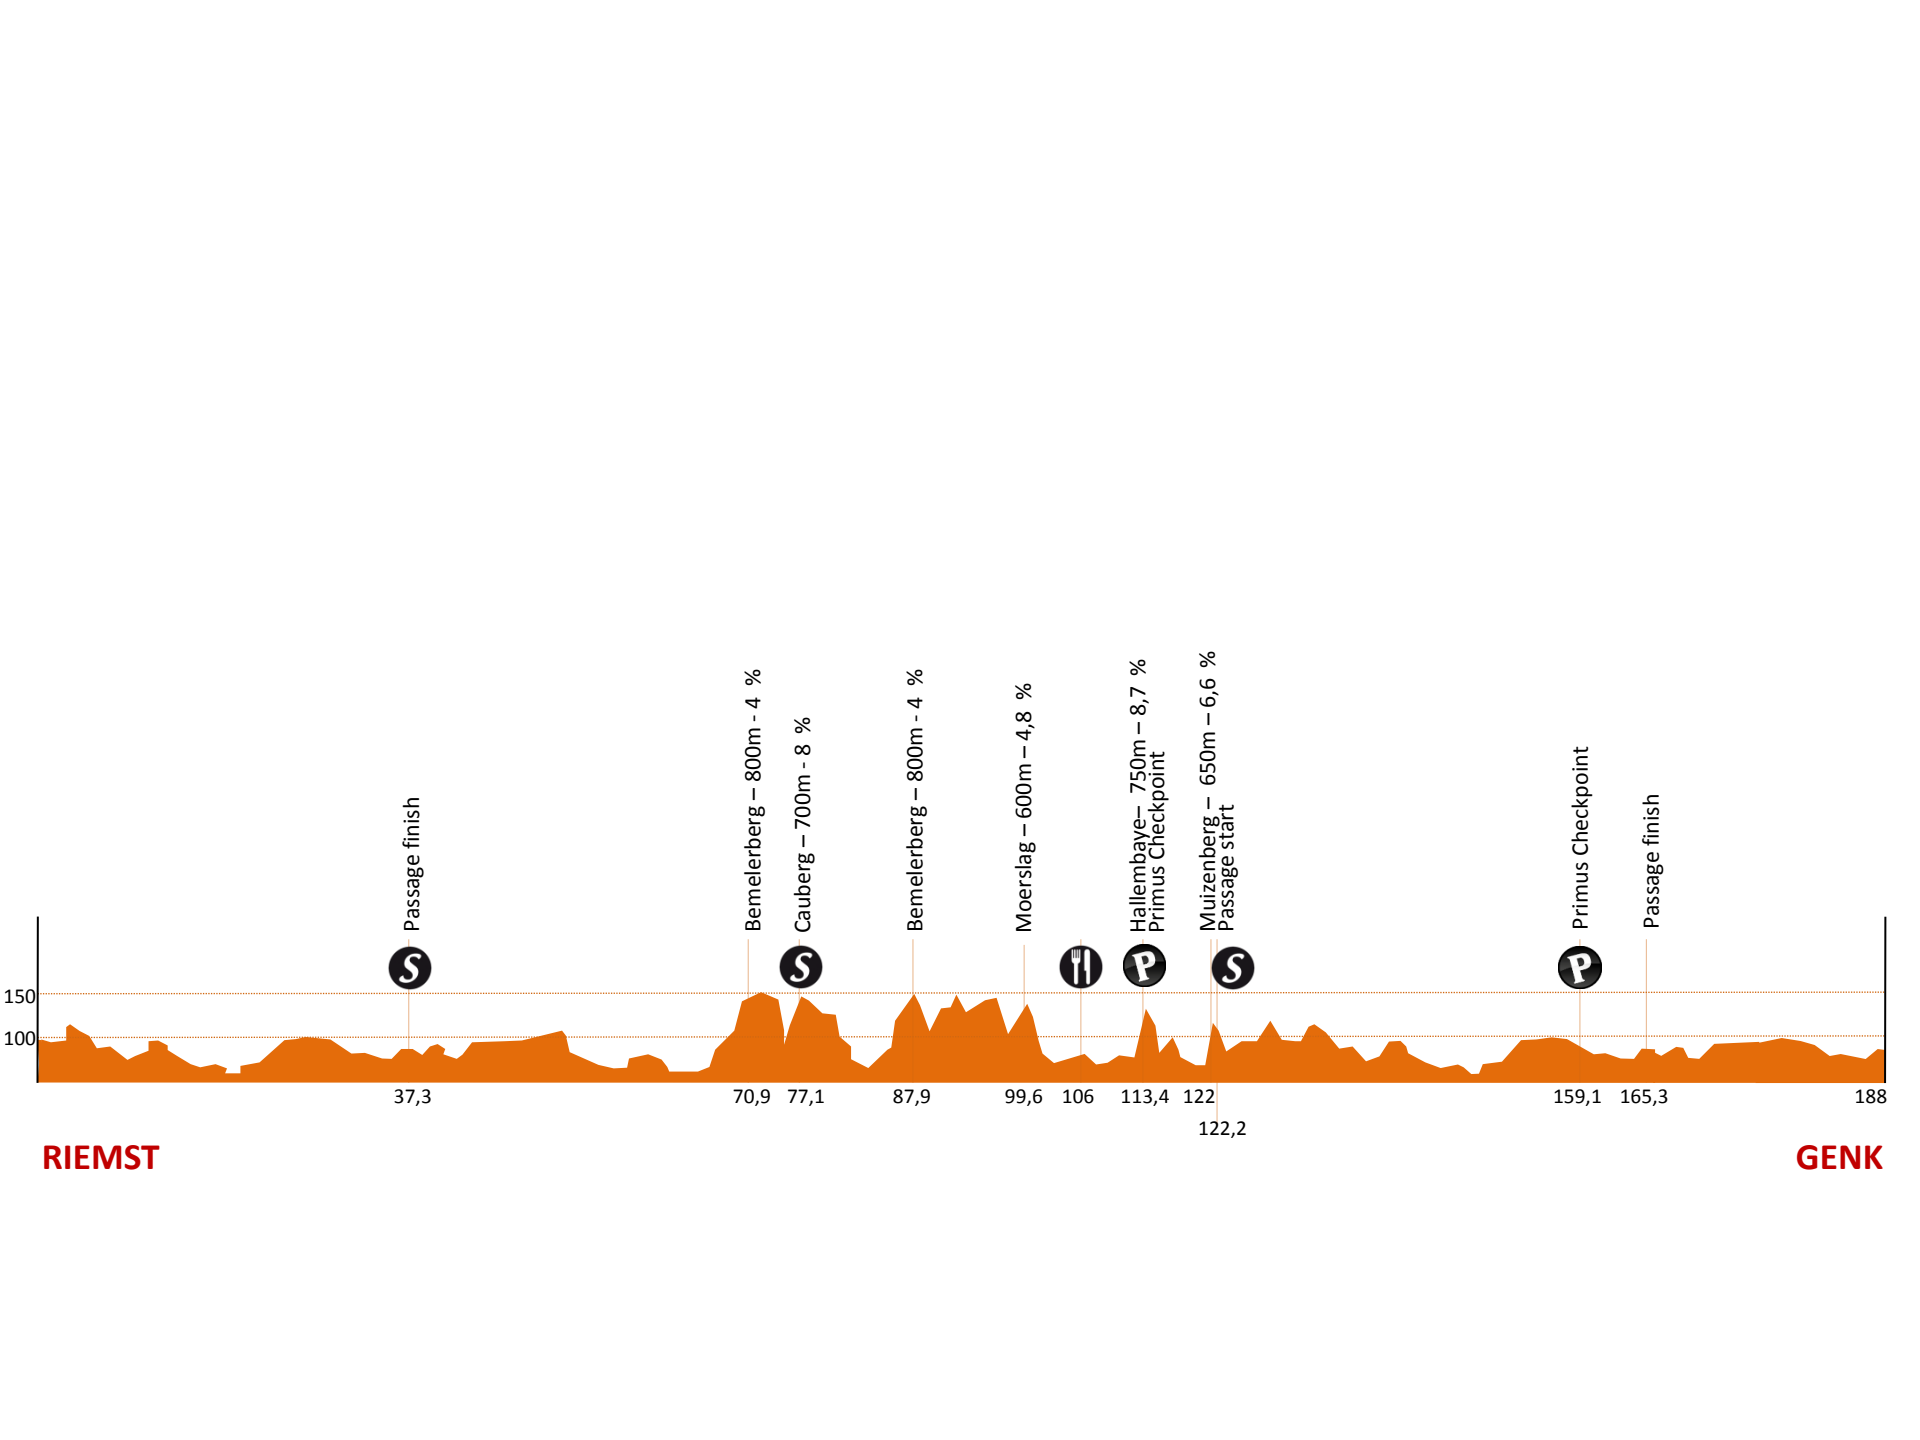 Passage finish
Bemelerberg – 800m - 4 %
Cauberg – 700m - 8 %
Bemelerberg – 800m - 4 %
Moerslag – 600m – 4,8 %
Hallembaye– 750m – 8,7 %
Primus Checkpoint
Muizenberg – 650m – 6,6 %
Passage start
Primus Checkpoint
Passage finish
S
S
P
S
P
150
100
37,3
70,9
77,1
87,9
99,6
106
113,4
122
159,1
165,3
188
122,2
RIEMST
GENK